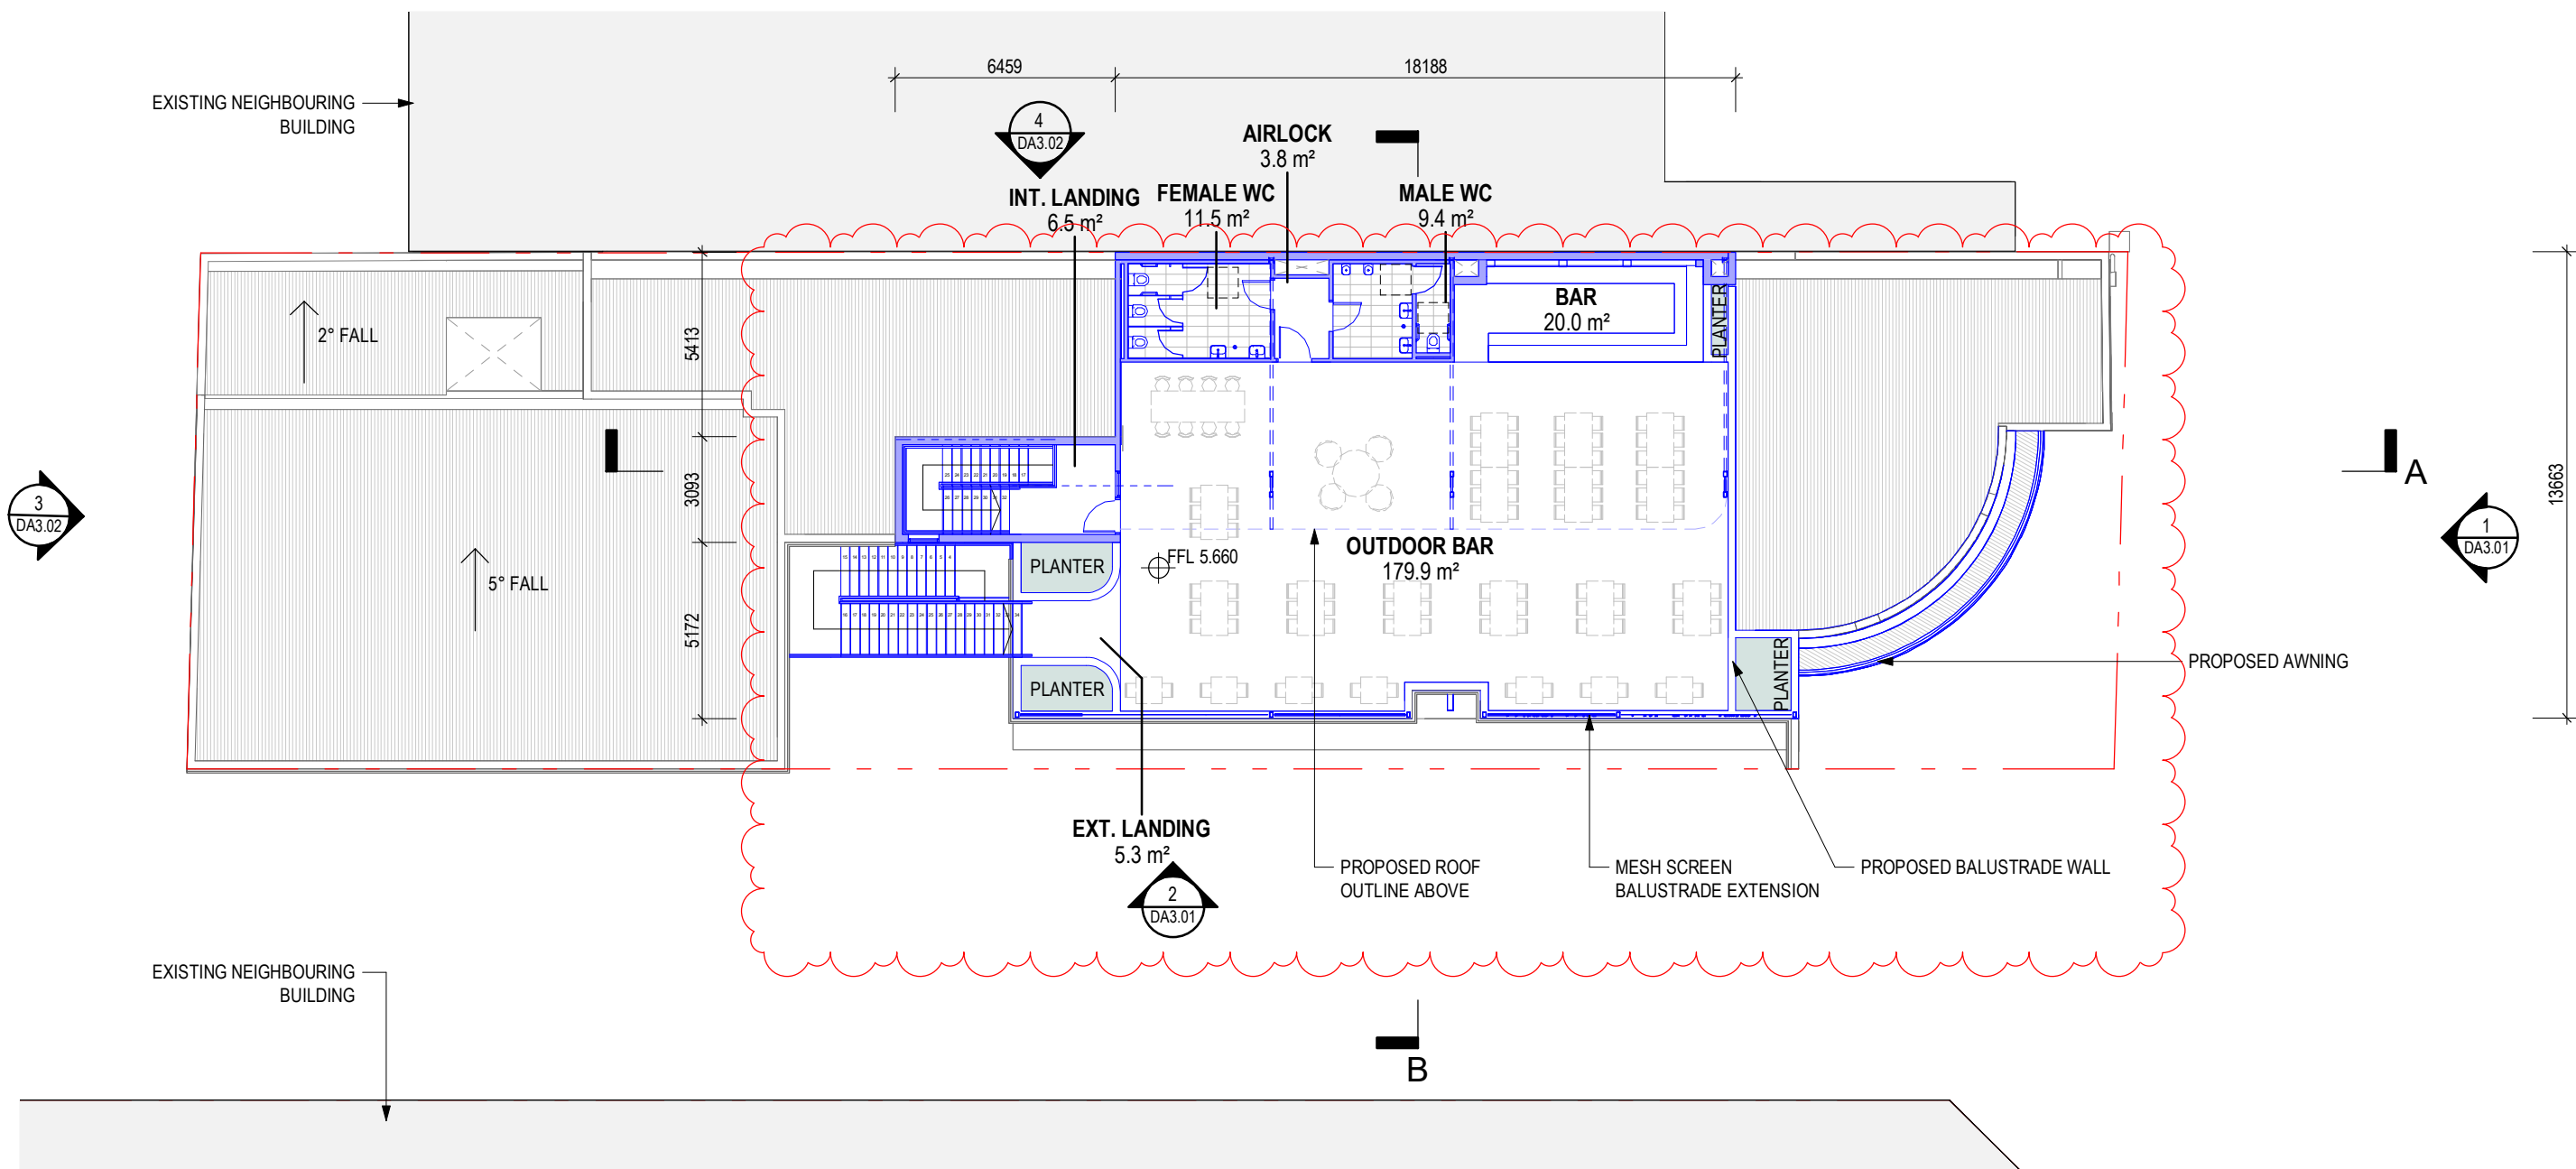 6459
18188
EXISTING NEIGHBOURING
BUILDING
4
DA3.02
AIRLOCK
3.8 m²
INT. LANDING
6.5 m²
FEMALE WC
11.5 m²
MALE WC
9.4 m²
BAR
20.0 m²
PLANTER
2° FALL
5413
3093
5172
13663
A
3
DA3.02
1
DA3.01
5° FALL
PLANTER
FFL 5.660
OUTDOOR BAR
179.9 m²
PLANTER
PLANTER
PROPOSED AWNING
EXT. LANDING
5.3 m²
2
DA3.01
PROPOSED ROOF
OUTLINE ABOVE
MESH SCREEN
BALUSTRADE EXTENSION
PROPOSED BALUSTRADE WALL
EXISTING NEIGHBOURING
BUILDING
B